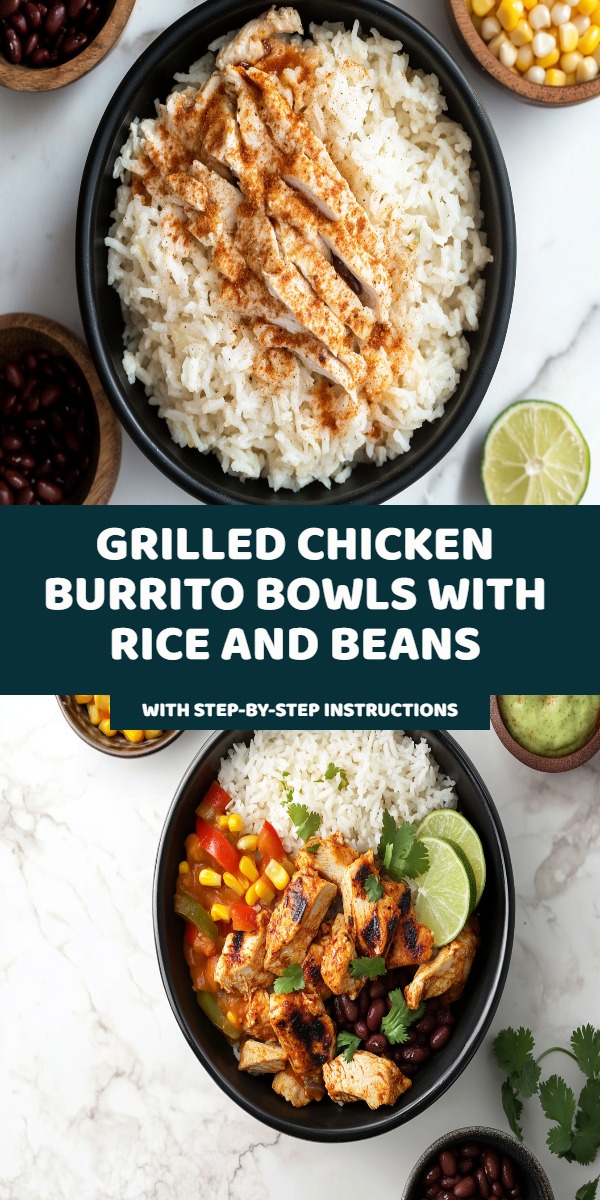 GRILLED CHICKEN
BURRITO BOWLS WITH
RICE AND BEANS
WITH STEP-BY-STEP INSTRUCTIONS